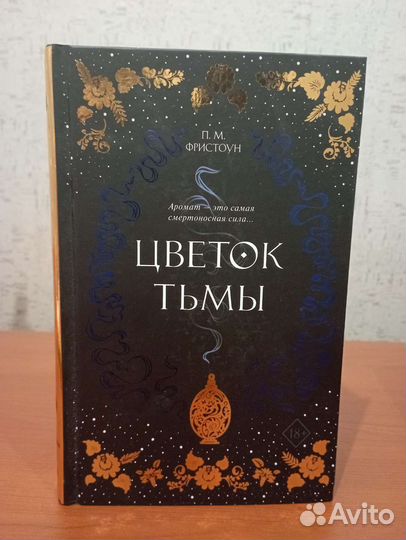 П. М.
ФРИСТОУН
Аромат – это самая
смертоносная сила...
ЦВЕТОК
ТЬМЫ
18+
Avito